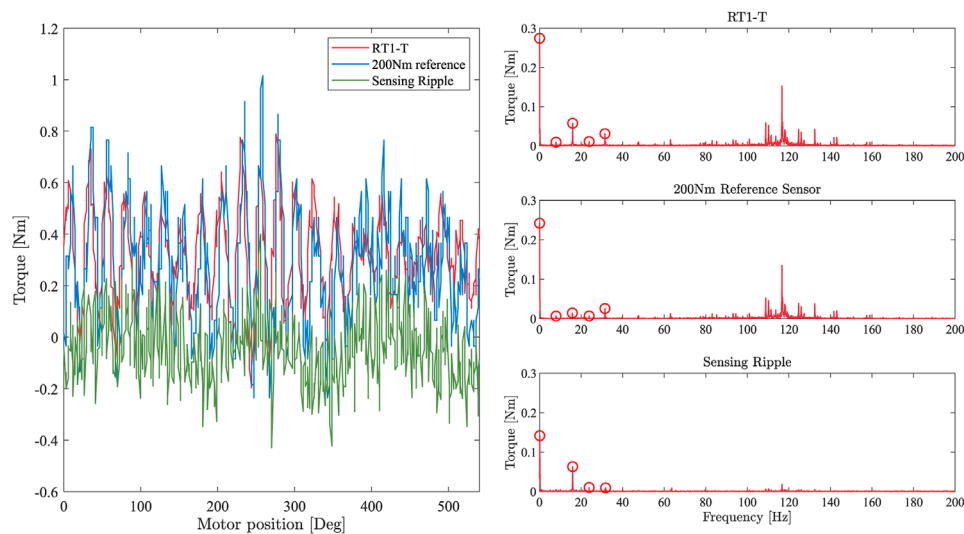 1.2
1
0.8
0.6
0.4
0.2
0
-0.2
-0.4
-0.6
Torque [Nm]
RT1-T
200Nm reference
Sensing Ripple
0 100 200 300 400 500
Motor position [Deg]
RT1-T
0.3
0.2
0.1
0
Torque [Nm]
0 20 40 60 80 100 120 140 160 180 200
200Nm Reference Sensor
0.3
0.2
0.1
0
Torque [Nm]
0 20 40 60 80 100 120 140 160 180 200
Sensing Ripple
0.3
0.2
0.1
0
Torque [Nm]
0 20 40 60 80 100 120 140 160 180 200
Frequency [Hz]